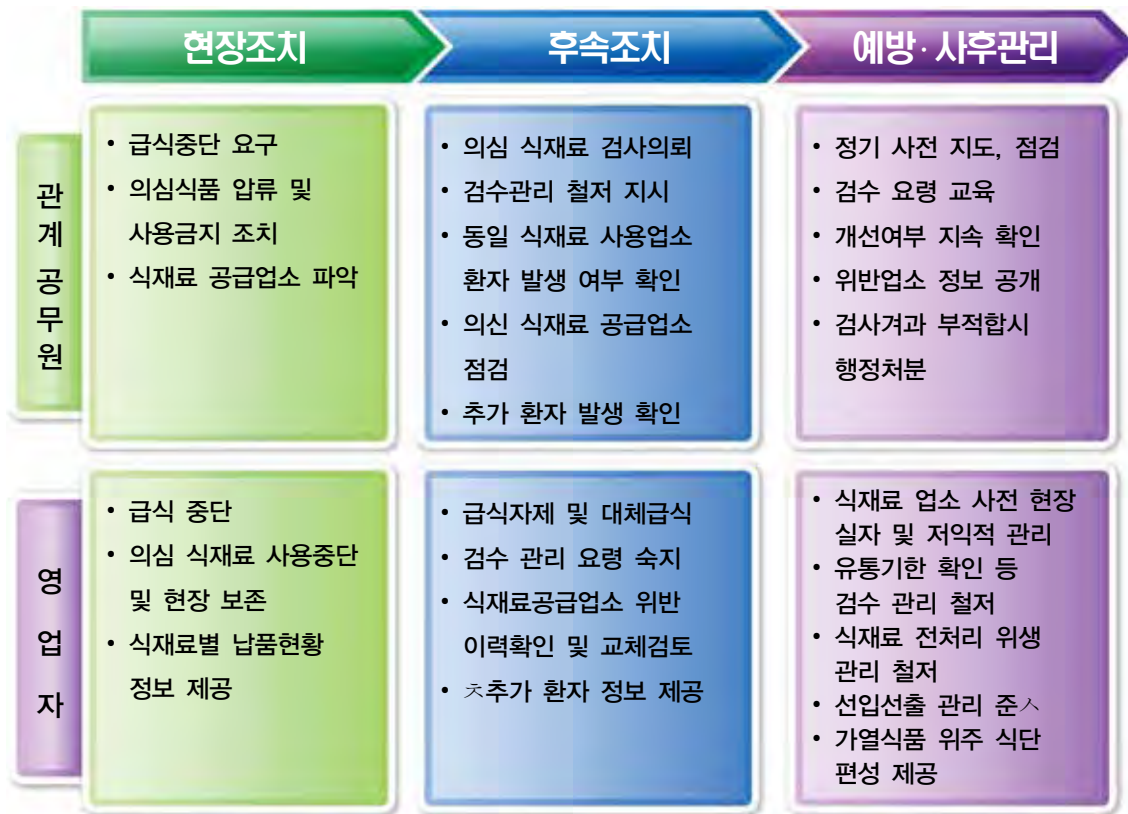 현장조치
후속조치
예방·사후관리
관계공무원
• 급식중단 요구
• 의심식품 압류 및
사용금지 조치
• 식재료 공급업소 파악
• 의심 식재료 검사의뢰
• 검수관리 철저 지시
• 동일 식재료 사용업소
환자 발생 여부 확인
• 의신 식재료 공급업소
점검
• 추가 환자 발생 확인
• 정기 사전 지도, 점검
• 검수 요령 교육
• 개선여부 지속 확인
• 위반업소 정보 공개
• 검사겨과 부적합시
행정처분
영업자
• 급식 중단
• 의심 식재료 사용중단
및 현장 보존
• 식재료별 납품현황
정보 제공
• 급식자제 및 대체급식
• 검수 관리 요령 숙지
• 식재료공급업소 위반
이력확인 및 교체검토
• ㅊ추가 환자 정보 제공
• 식재료 업소 사전 현장
실자 및 저익적 관리
• 유통기한 확인 등
검수 관리 철저
• 식재료 전처리 위생
관리 철저
• 선입선출 관리 준ㅅ
• 가열식품 위주 식단
편성 제공